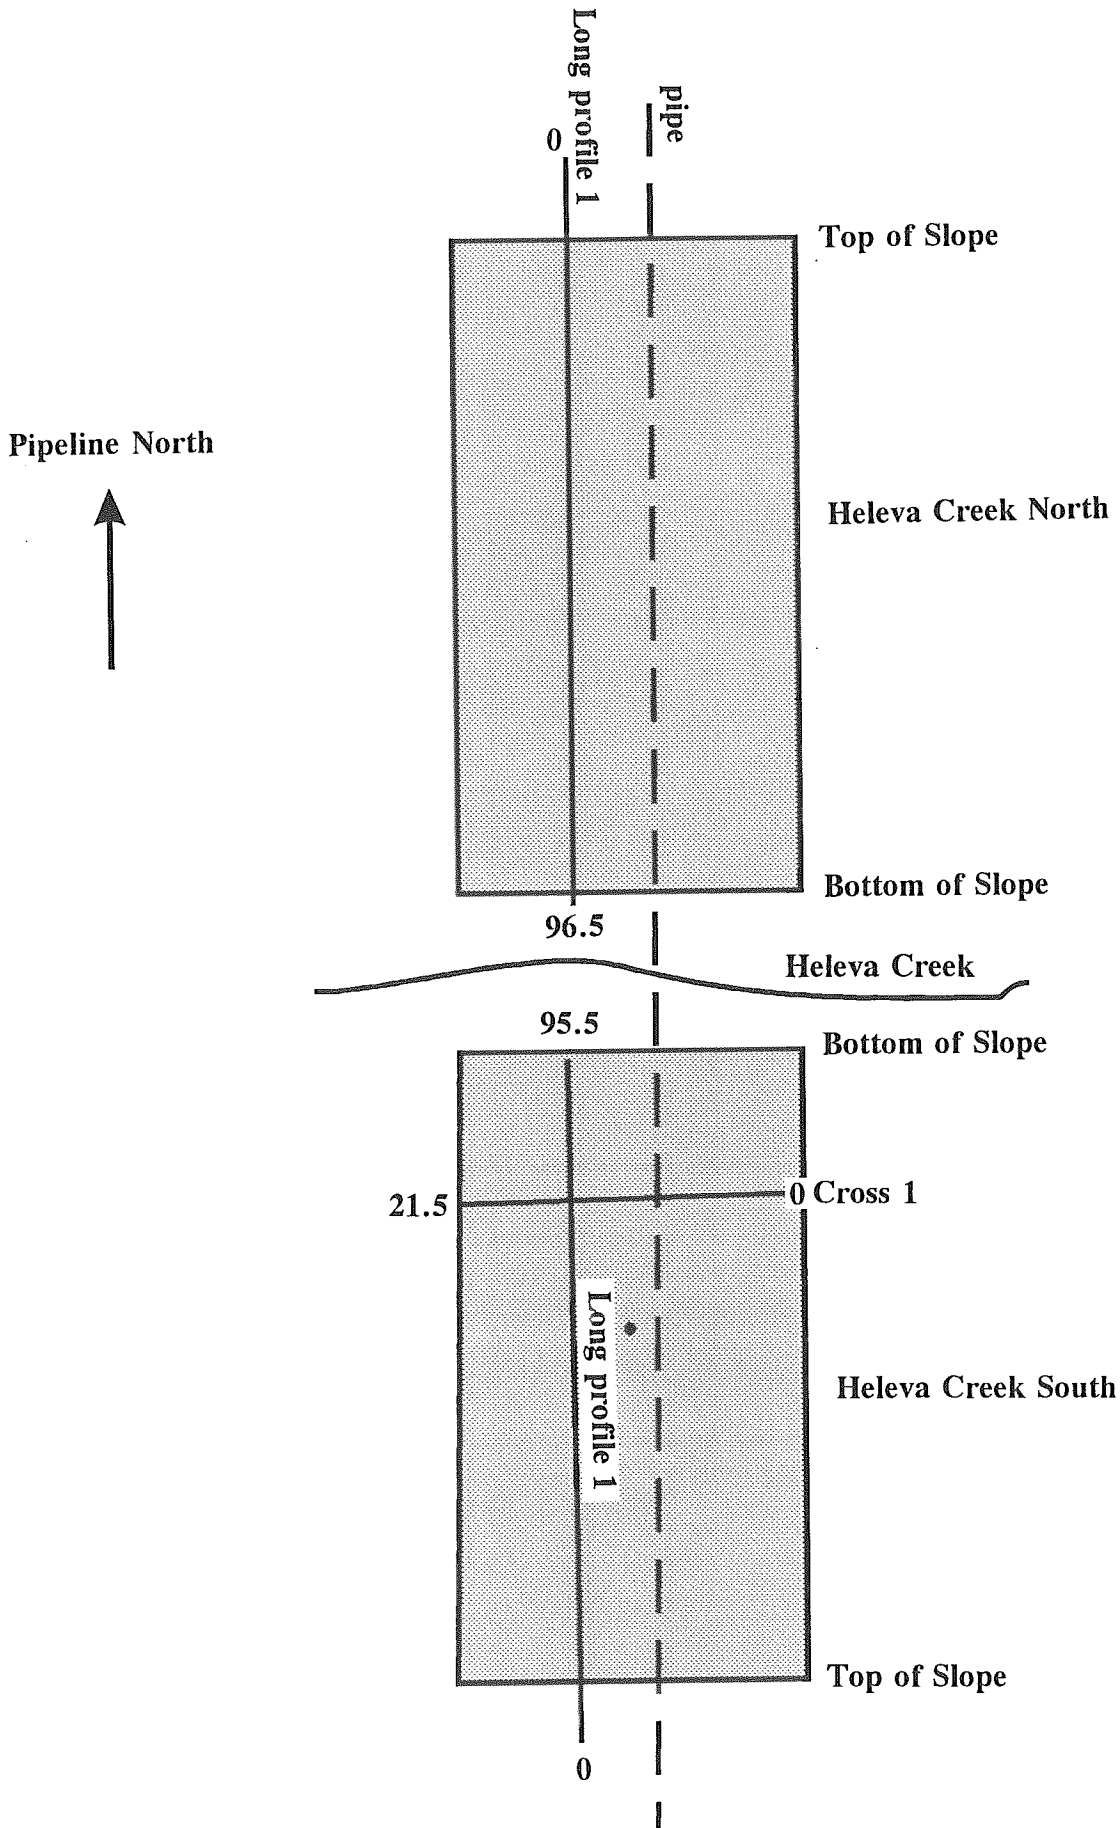 Long profile 1
pipe
0
Top of Slope
Pipeline North
Heleva Creek North
Bottom of Slope
96.5
Heleva Creek
95.5
Bottom of Slope
21.5
0 Cross 1
Long profile 1
Heleva Creek South
Top of Slope
0